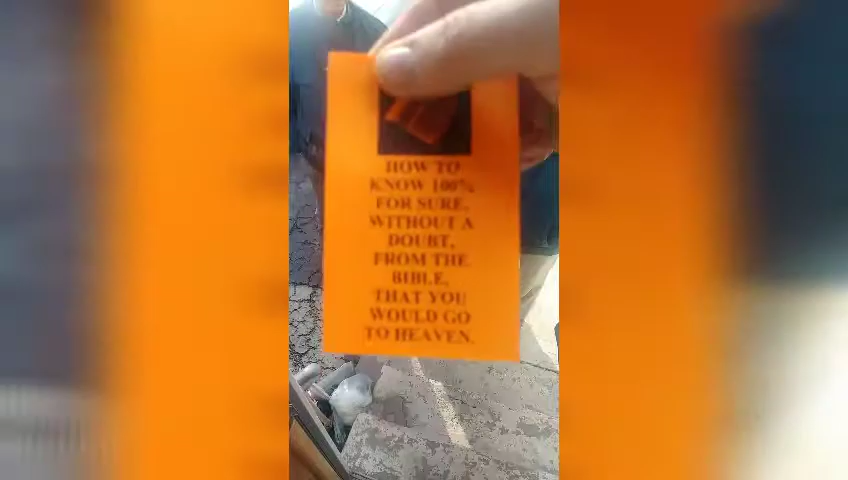 HOW TO
KNOW 100%
FOR SURE,
WITHOUT A
DOUBT,
FROM THE
BIBLE,
THAT YOU
WOULD GO
TO HEAVEN.